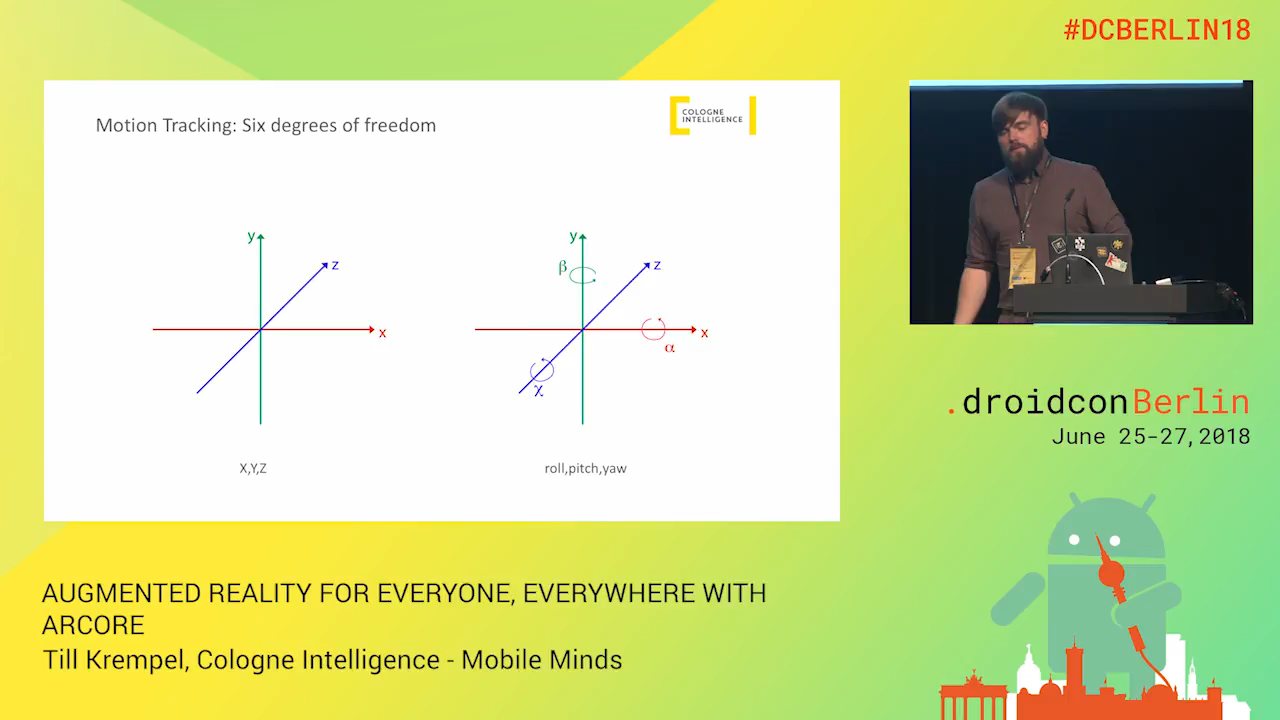 #DCBERLIN18
Motion Tracking: Six degrees of freedom
COLOGNE
INTELLIGENCE
y
z
x
X,Y,Z
y
β
z
x
α
χ
roll,pitch,yaw
.droidconBerlin
June 25-27,2018
AUGMENTED REALITY FOR EVERYONE, EVERYWHERE WITH
ARCORE
Till Krempel, Cologne Intelligence - Mobile Minds